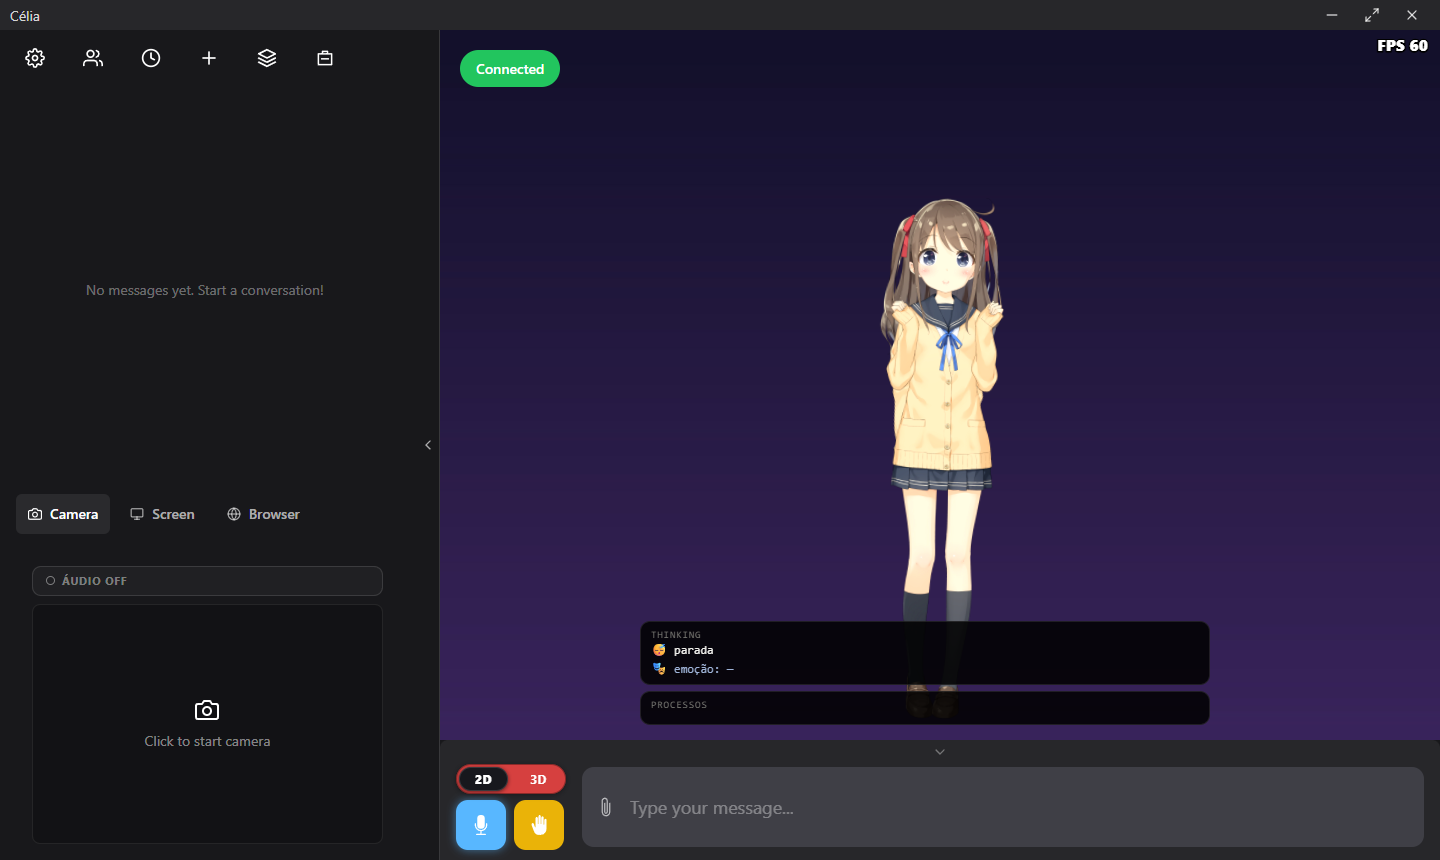 Célia
FPS 60
Connected
No messages yet. Start a conversation!
Camera
Screen
Browser
ÁUDIO OFF
Click to start camera
THINKING
parada
emoção: —
PROCESSOS
2D
3D
Type your message...